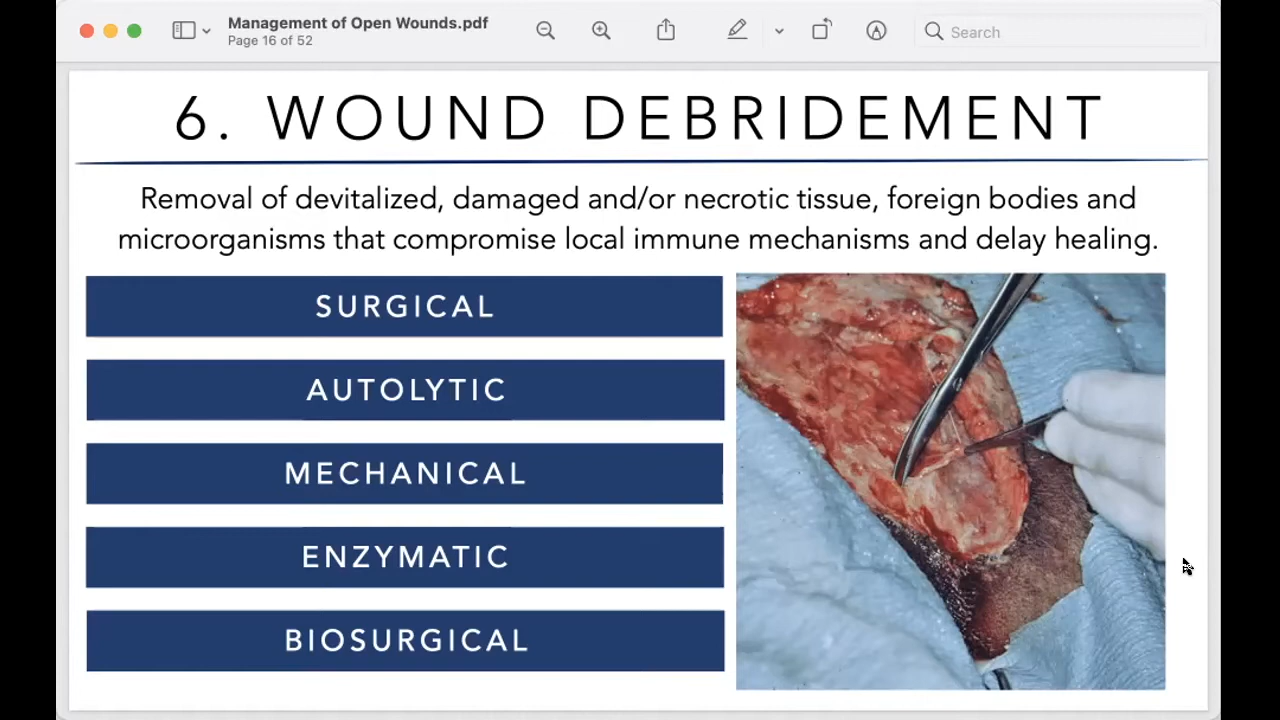 Management of Open Wounds.pdf
Page 16 of 52
Search
6. WOUND DEBRIDEMENT
Removal of devitalized, damaged and/or necrotic tissue, foreign bodies and
microorganisms that compromise local immune mechanisms and delay healing.
SURGICAL
AUTOLYTIC
MECHANICAL
ENZYMATIC
BIOSURGICAL